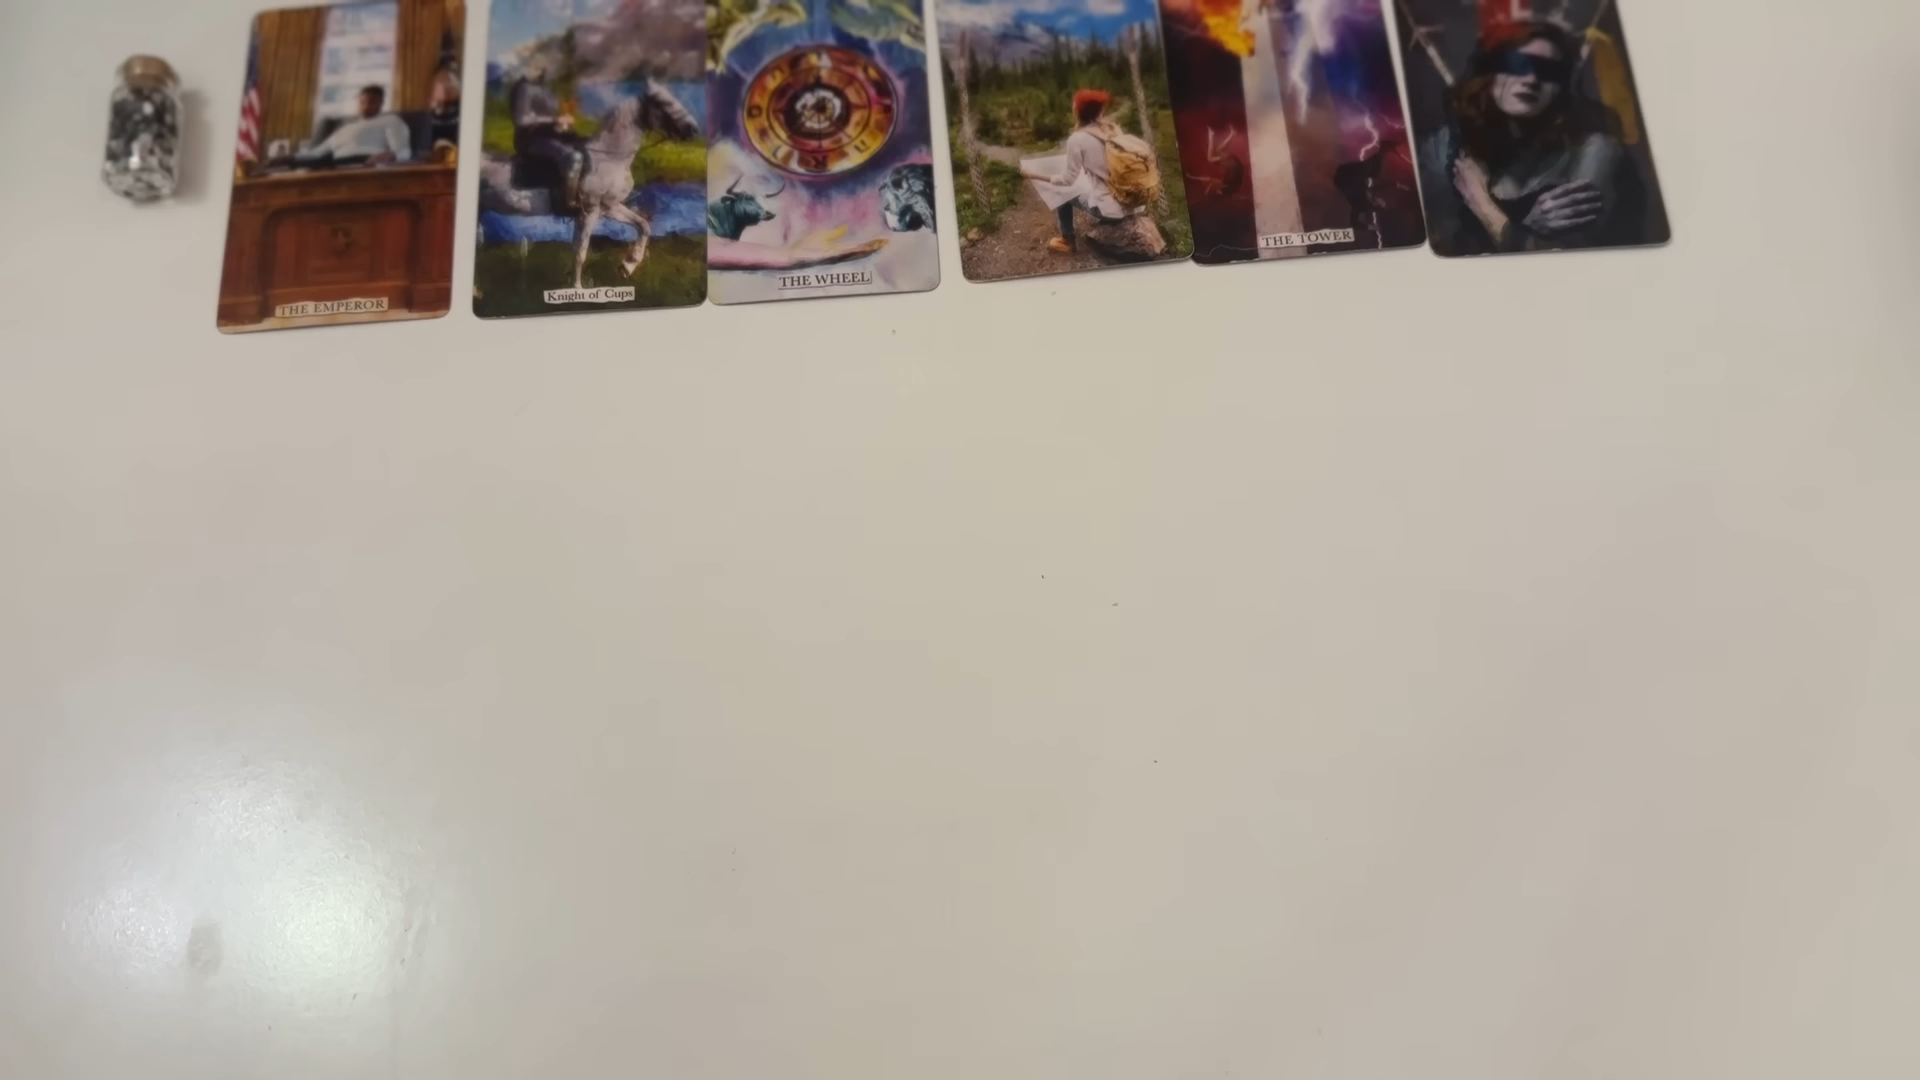 THE EMPEROR
Knight of Cups
THE WHEEL
THE TOWER